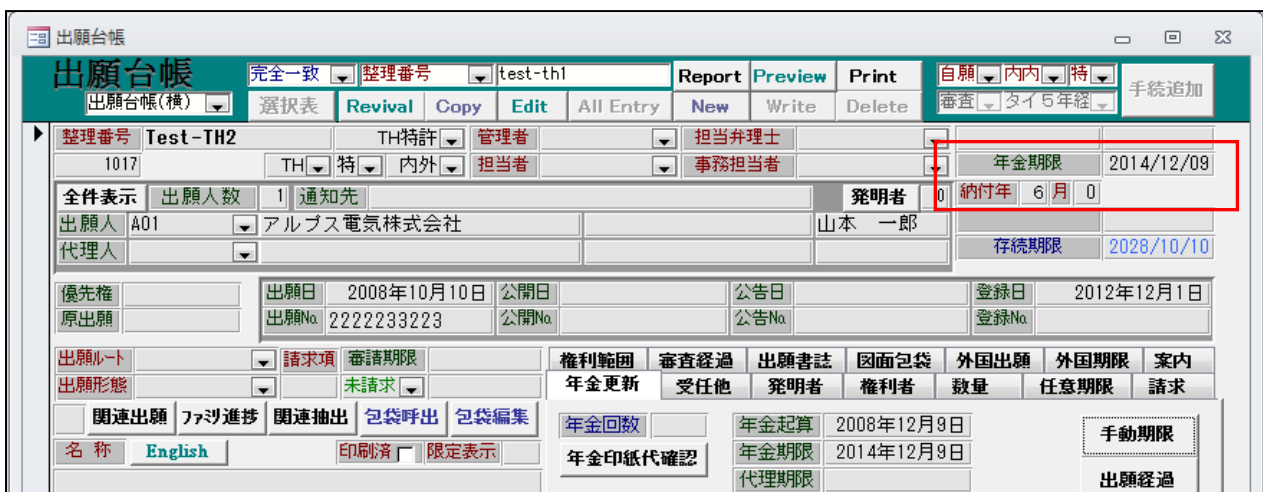 出願台帳
出願台帳 完全一致 整理番号 test-th1 Report Preview Print 自願 内内 特 手続追加
出願台帳(横) 選択表 Revival Copy Edit All Entry New Write Delete 審査 タイ5年経
整理番号 Test-TH2 TH特許 管理者 担当弁理士
1017 TH 特 内外 担当者 事務担当者 年金期限 2014/12/09
全件表示 出願人数 1 通知先 発明者 0 納付年 6 月 0
出願人 A01 アルプス電気株式会社 山本 一郎
代理人 存続期限 2028/10/10
優先権 出願日 2008年10月10日 公開日 公告日 登録日 2012年12月1日
原出願 出願No. 2222233223 公開No. 公告No. 登録No.
出願ルート 請求項 審請期限 権利範囲 審査経過 出願書誌 図面包袋 外国出願 外国期限 案内
出願形態 未請求 年金更新 受任他 発明者 権利者 数量 任意期限 請求
関連出願 ファミリ進捗 関連抽出 包袋呼出 包袋編集 年金回数 年金起算 2008年12月9日 手動期限
名 称 English 印刷済 限定表示 年金印紙代確認 年金期限 2014年12月9日
代理期限 出願経過